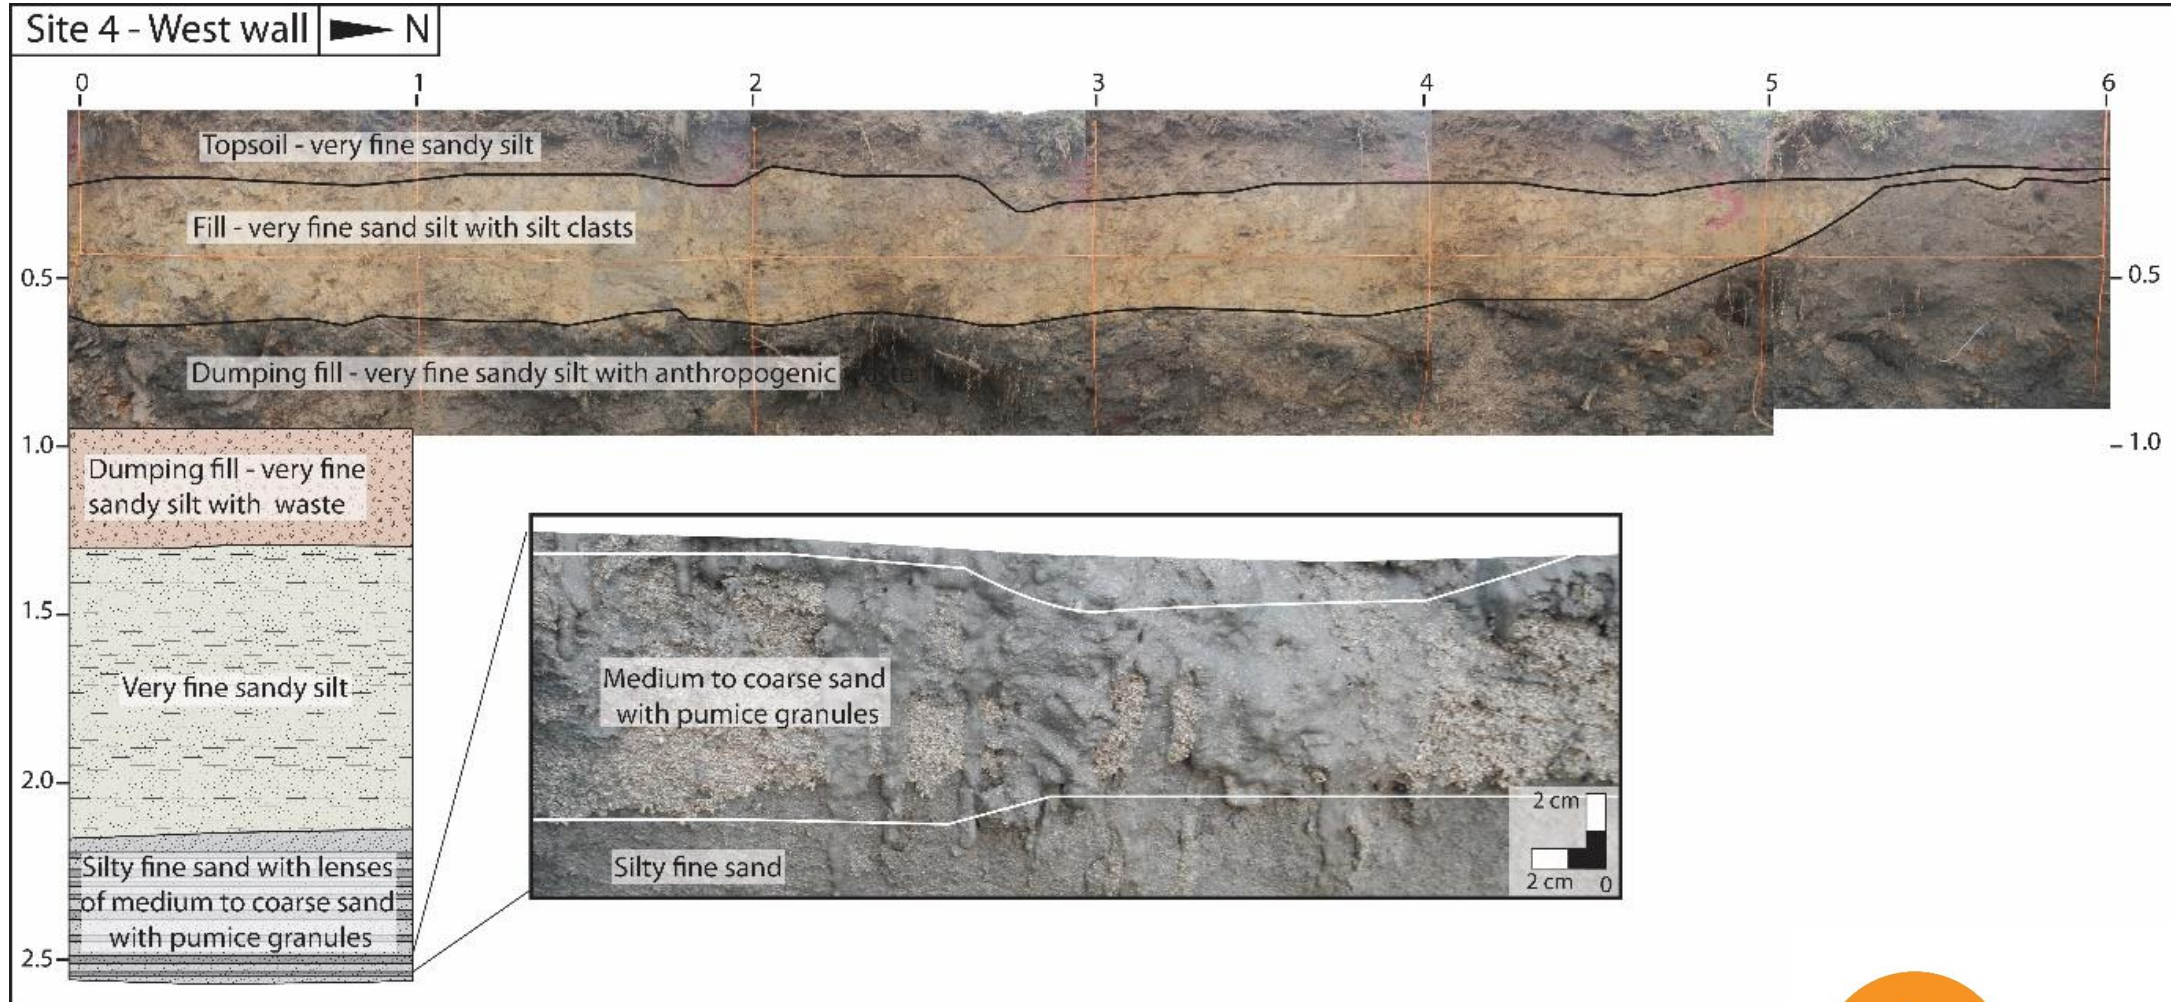 Site 4 - West wall N
0 1 2 3 4 5 6
Topsoil - very fine sandy silt
Fill - very fine sand silt with silt clasts
0.5 0.5
Dumping fill - very fine sandy silt with anthropogenic waste
1.0 1.0
Dumping fill - very fine
sandy silt with waste
1.5
Very fine sandy silt
2.0
Silty fine sand with lenses
of medium to coarse sand
with pumice granules
2.5
Medium to coarse sand
with pumice granules
Silty fine sand
2 cm
2 cm 0